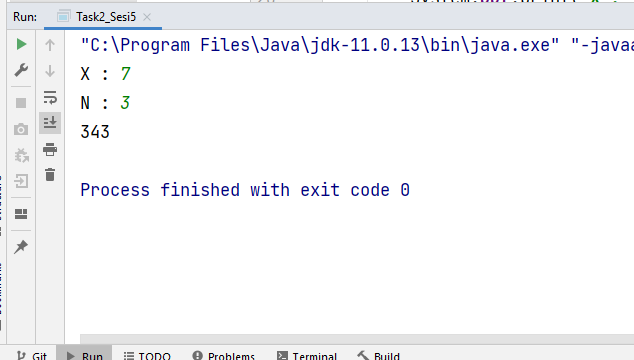 Run: Task2_Sesi5
"C:\Program Files\Java\jdk-11.0.13\bin\java.exe" "-javaa
X : 7
N : 3
343
Process finished with exit code 0
Git Run TODO Problems Terminal Build